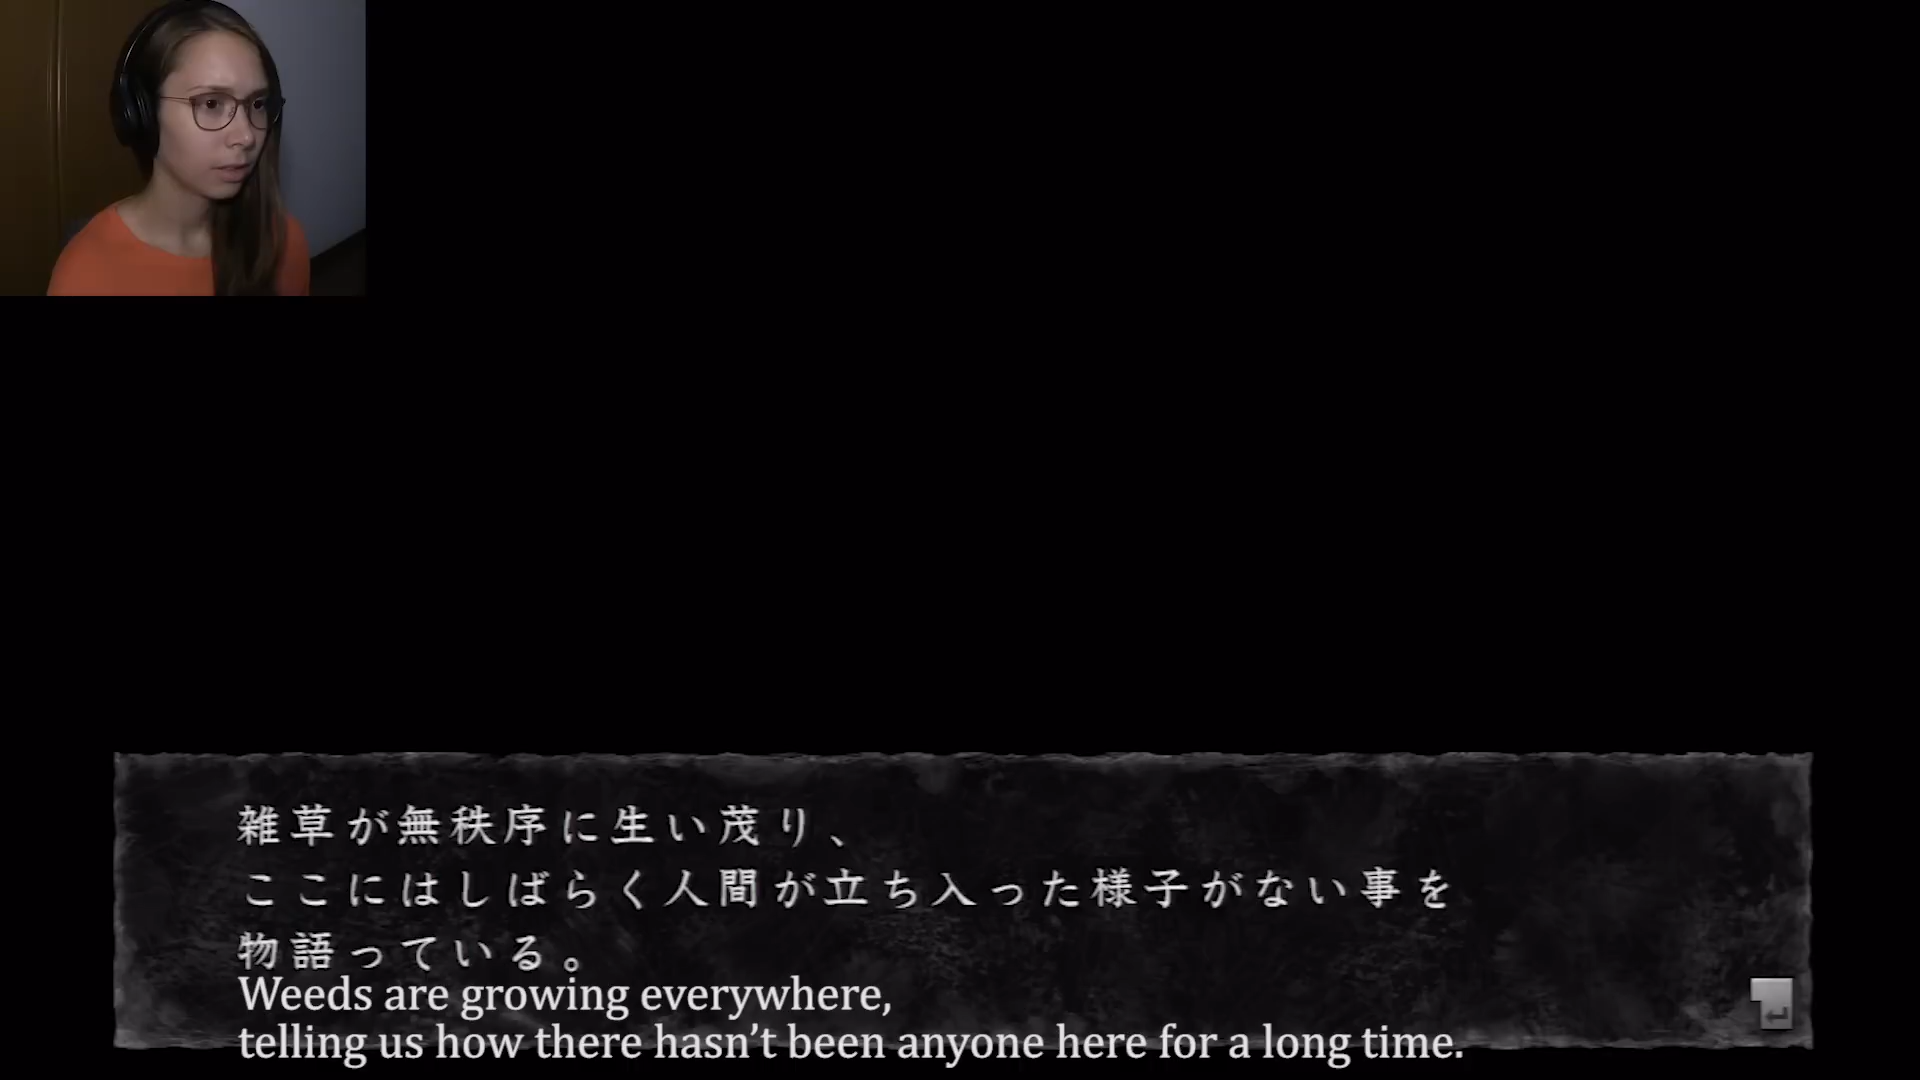 雑草が無秩序に生い茂り、
ここにはしばらく人間が立ち入った様子がない事を
物語っている。
Weeds are growing everywhere,
telling us how there hasn't been anyone here for a long time.